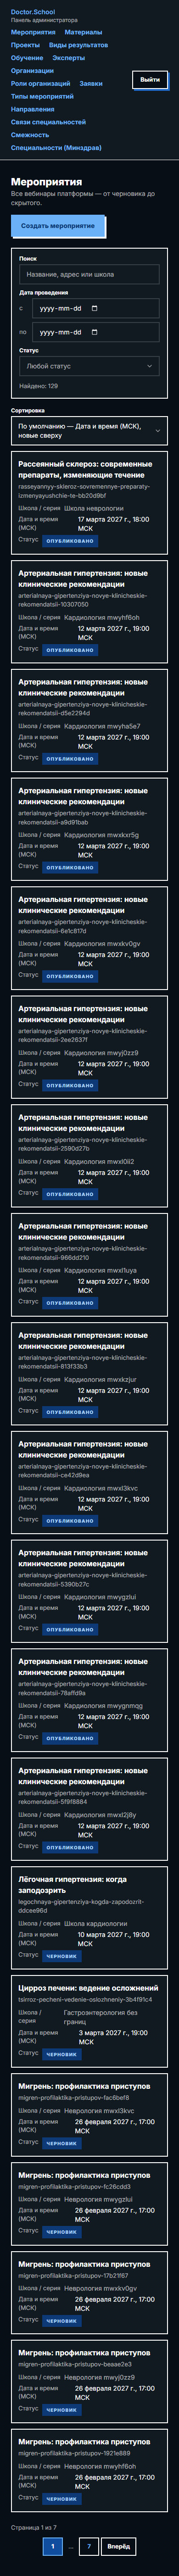 Doctor.School
Панель администратора
Мероприятия Материалы
Проекты Виды результатов
Обучение Эксперты
Организации
Роли организаций Заявки
Типы мероприятий
Направления
Связи специальностей
Смежность
Специальности (Минздрав)
Выйти
Мероприятия
Все вебинары платформы — от черновика до
скрытого.
Создать мероприятие
Поиск
Название, адрес или школа
Дата проведения
с yyyy-mm-dd
по yyyy-mm-dd
Статус
Любой статус
Найдено: 129
Сортировка
По умолчанию — Дата и время (МСК),
новые сверху
Рассеянный склероз: современные
препараты, изменяющие течение
rasseyannyy-skleroz-sovremennye-preparaty-
izmenyayushchie-te-bb20d9bf
Школа / серия Школа неврологии
Дата и время 17 марта 2027 г., 18:00
(МСК) МСК
Статус ОПУБЛИКОВАНО
Артериальная гипертензия: новые
клинические рекомендации
arterialnaya-gipertenziya-novye-klinicheskie-
rekomendatsii-10307050
Школа / серия Кардиология mwyhf6oh
Дата и время 12 марта 2027 г., 19:00
(МСК) МСК
Статус ОПУБЛИКОВАНО
Артериальная гипертензия: новые
клинические рекомендации
arterialnaya-gipertenziya-novye-klinicheskie-
rekomendatsii-d5e2294d
Школа / серия Кардиология mwyha5e7
Дата и время 12 марта 2027 г., 19:00
(МСК) МСК
Статус ОПУБЛИКОВАНО
Артериальная гипертензия: новые
клинические рекомендации
arterialnaya-gipertenziya-novye-klinicheskie-
rekomendatsii-a9d91bab
Школа / серия Кардиология mwxkxr5g
Дата и время 12 марта 2027 г., 19:00
(МСК) МСК
Статус ОПУБЛИКОВАНО
Артериальная гипертензия: новые
клинические рекомендации
arterialnaya-gipertenziya-novye-klinicheskie-
rekomendatsii-6e1c817d
Школа / серия Кардиология mwxkv0gv
Дата и время 12 марта 2027 г., 19:00
(МСК) МСК
Статус ОПУБЛИКОВАНО
Артериальная гипертензия: новые
клинические рекомендации
arterialnaya-gipertenziya-novye-klinicheskie-
rekomendatsii-2ee2637f
Школа / серия Кардиология mwyj0zz9
Дата и время 12 марта 2027 г., 19:00
(МСК) МСК
Статус ОПУБЛИКОВАНО
Артериальная гипертензия: новые
клинические рекомендации
arterialnaya-gipertenziya-novye-klinicheskie-
rekomendatsii-2590d27b
Школа / серия Кардиология mwxl0ii2
Дата и время 12 марта 2027 г., 19:00
(МСК) МСК
Статус ОПУБЛИКОВАНО
Артериальная гипертензия: новые
клинические рекомендации
arterialnaya-gipertenziya-novye-klinicheskie-
rekomendatsii-966dd210
Школа / серия Кардиология mwxl1uya
Дата и время 12 марта 2027 г., 19:00
(МСК) МСК
Статус ОПУБЛИКОВАНО
Артериальная гипертензия: новые
клинические рекомендации
arterialnaya-gipertenziya-novye-klinicheskie-
rekomendatsii-813f33b3
Школа / серия Кардиология mwxkzjur
Дата и время 12 марта 2027 г., 19:00
(МСК) МСК
Статус ОПУБЛИКОВАНО
Артериальная гипертензия: новые
клинические рекомендации
arterialnaya-gipertenziya-novye-klinicheskie-
rekomendatsii-ce42d9ea
Школа / серия Кардиология mwxl3kvc
Дата и время 12 марта 2027 г., 19:00
(МСК) МСК
Статус ОПУБЛИКОВАНО
Артериальная гипертензия: новые
клинические рекомендации
arterialnaya-gipertenziya-novye-klinicheskie-
rekomendatsii-5390b27c
Школа / серия Кардиология mwygzlui
Дата и время 12 марта 2027 г., 19:00
(МСК) МСК
Статус ОПУБЛИКОВАНО
Артериальная гипертензия: новые
клинические рекомендации
arterialnaya-gipertenziya-novye-klinicheskie-
rekomendatsii-78affd9a
Школа / серия Кардиология mwygnmqg
Дата и время 12 марта 2027 г., 19:00
(МСК) МСК
Статус ОПУБЛИКОВАНО
Артериальная гипертензия: новые
клинические рекомендации
arterialnaya-gipertenziya-novye-klinicheskie-
rekomendatsii-5f9f8884
Школа / серия Кардиология mwxl2j8y
Дата и время 12 марта 2027 г., 19:00
(МСК) МСК
Статус ОПУБЛИКОВАНО
Лёгочная гипертензия: когда
заподозрить
legochnaya-gipertenziya-kogda-zapodozrit-
ddcee96d
Школа / серия Школа кардиологии
Дата и время 10 марта 2027 г., 19:00
(МСК) МСК
Статус ЧЕРНОВИК
Цирроз печени: ведение осложнений
tsirroz-pecheni-vedenie-oslozhneniy-3b4f91c4
Школа / Гастроэнтерология без
серия границ
Дата и время 3 марта 2027 г., 19:00
(МСК) МСК
Статус ЧЕРНОВИК
Мигрень: профилактика приступов
migren-profilaktika-pristupov-fac6bef8
Школа / серия Неврология mwxl3kvc
Дата и время 26 февраля 2027 г., 17:00
(МСК) МСК
Статус ЧЕРНОВИК
Мигрень: профилактика приступов
migren-profilaktika-pristupov-fc26cdd3
Школа / серия Неврология mwygzlui
Дата и время 26 февраля 2027 г., 17:00
(МСК) МСК
Статус ЧЕРНОВИК
Мигрень: профилактика приступов
migren-profilaktika-pristupov-17b21f67
Школа / серия Неврология mwxkv0gv
Дата и время 26 февраля 2027 г., 17:00
(МСК) МСК
Статус ЧЕРНОВИК
Мигрень: профилактика приступов
migren-profilaktika-pristupov-beaae2e3
Школа / серия Неврология mwyj0zz9
Дата и время 26 февраля 2027 г., 17:00
(МСК) МСК
Статус ЧЕРНОВИК
Мигрень: профилактика приступов
migren-profilaktika-pristupov-1921e889
Школа / серия Неврология mwyhf6oh
Дата и время 26 февраля 2027 г., 17:00
(МСК) МСК
Статус ЧЕРНОВИК
Страница 1 из 7
1 … 7 Вперёд